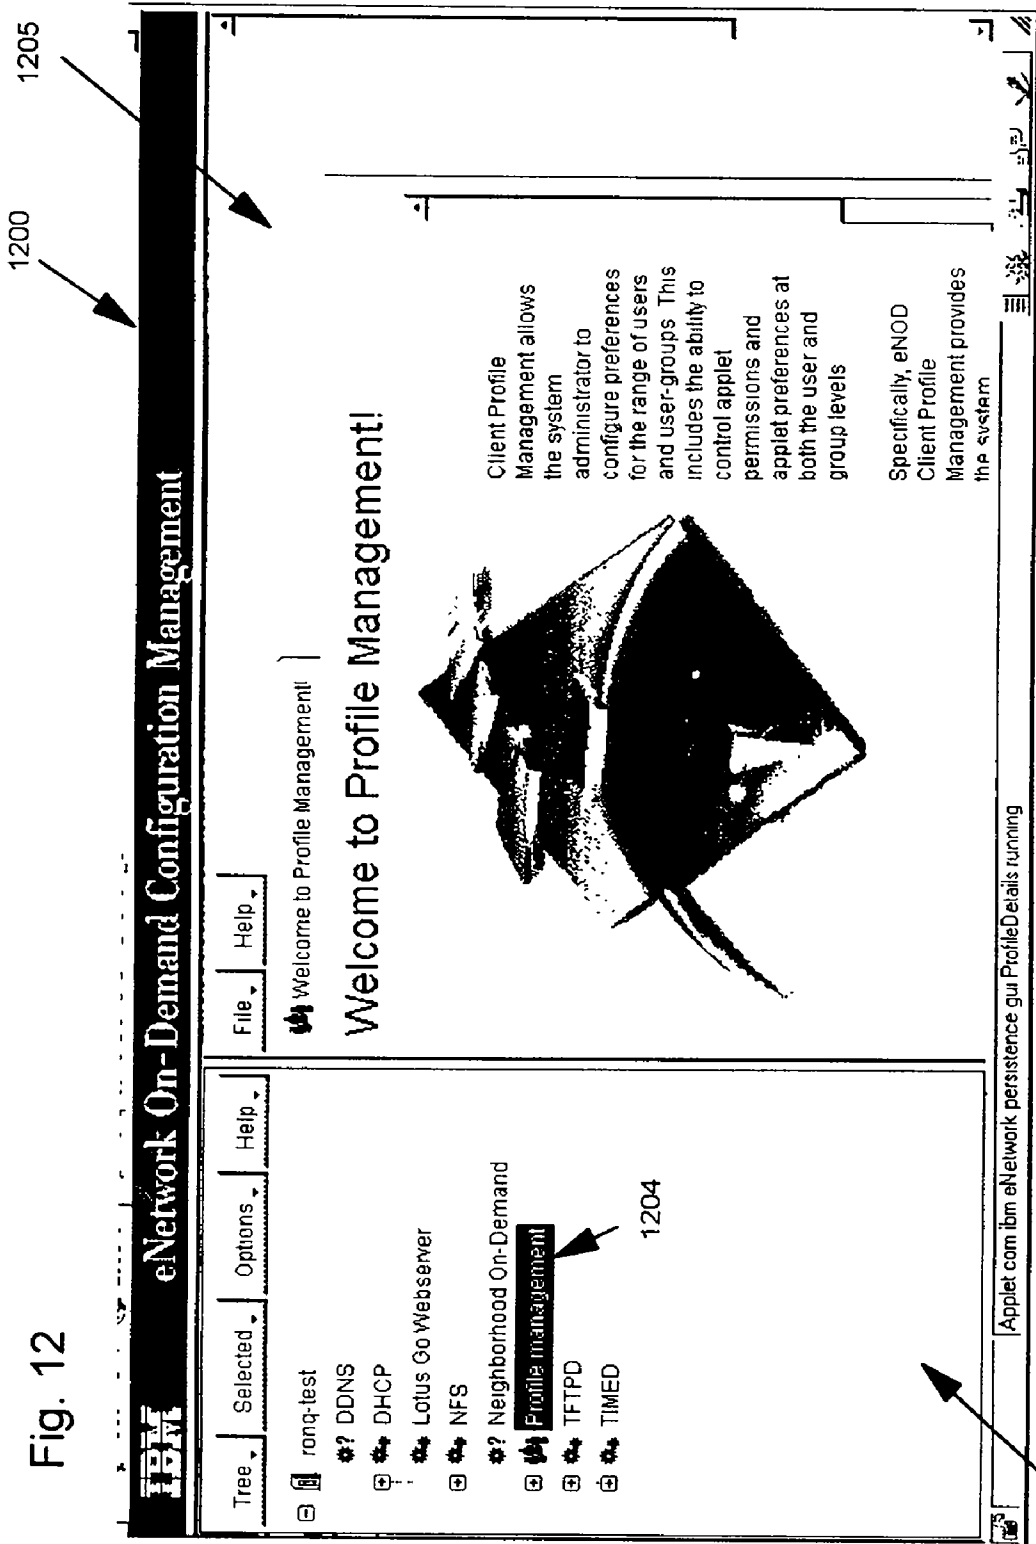 Fig. 12
1200
1205
IBM
eNetwork On-Demand Configuration Management
Tree
Selected
Options
Help
ronq-test
? DDNS
DHCP
Lotus Go Webserver
NFS
? Neighborhood On-Demand
Profile management
TFTPD
TIMED
1204
File
Help
Welcome to Profile Management!
Welcome to Profile Management!
Client Profile
Management allows
the system
administrator to
configure preferences
for the range of users
and user-groups This
includes the ability to
control applet
permissions and
applet preferences at
both the user and
group levels
Specifically, eNOD
Client Profile
Management provides
the system
Applet com ibm eNetwork persistence gui ProfileDetails running